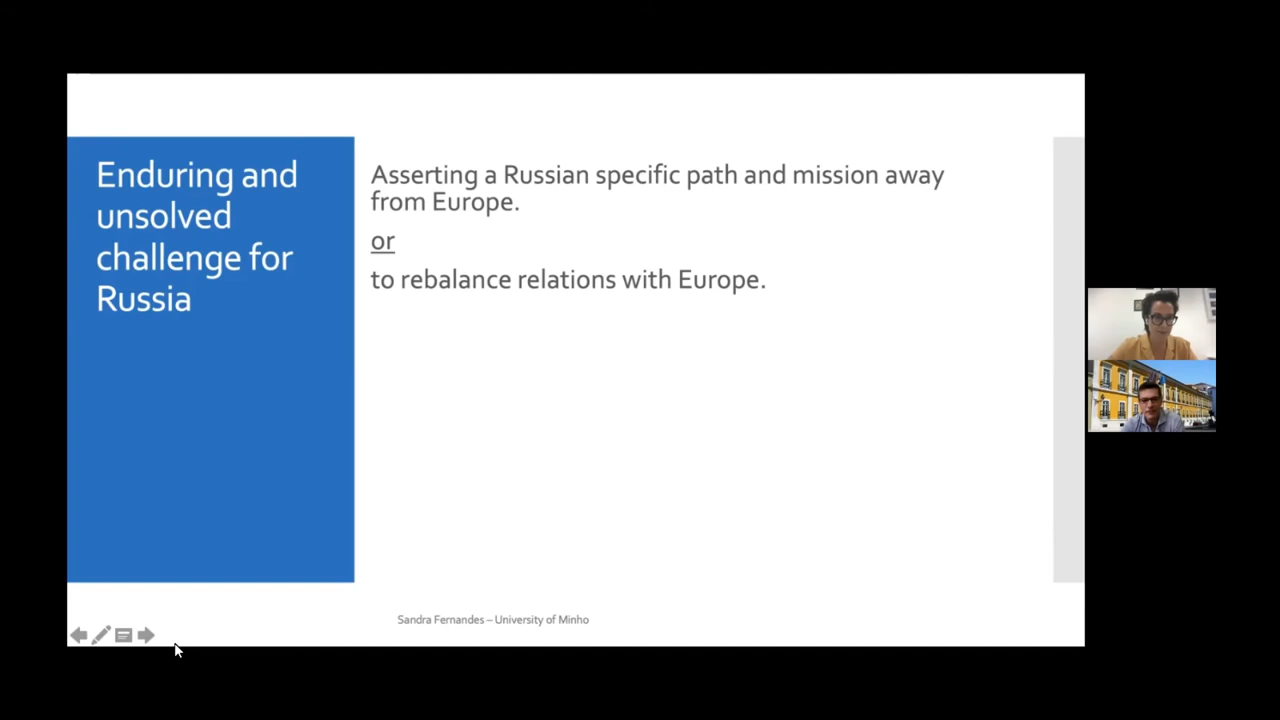 Enduring and
unsolved
challenge for
Russia
Asserting a Russian specific path and mission away
from Europe.
or
to rebalance relations with Europe.
Sandra Fernandes – University of Minho